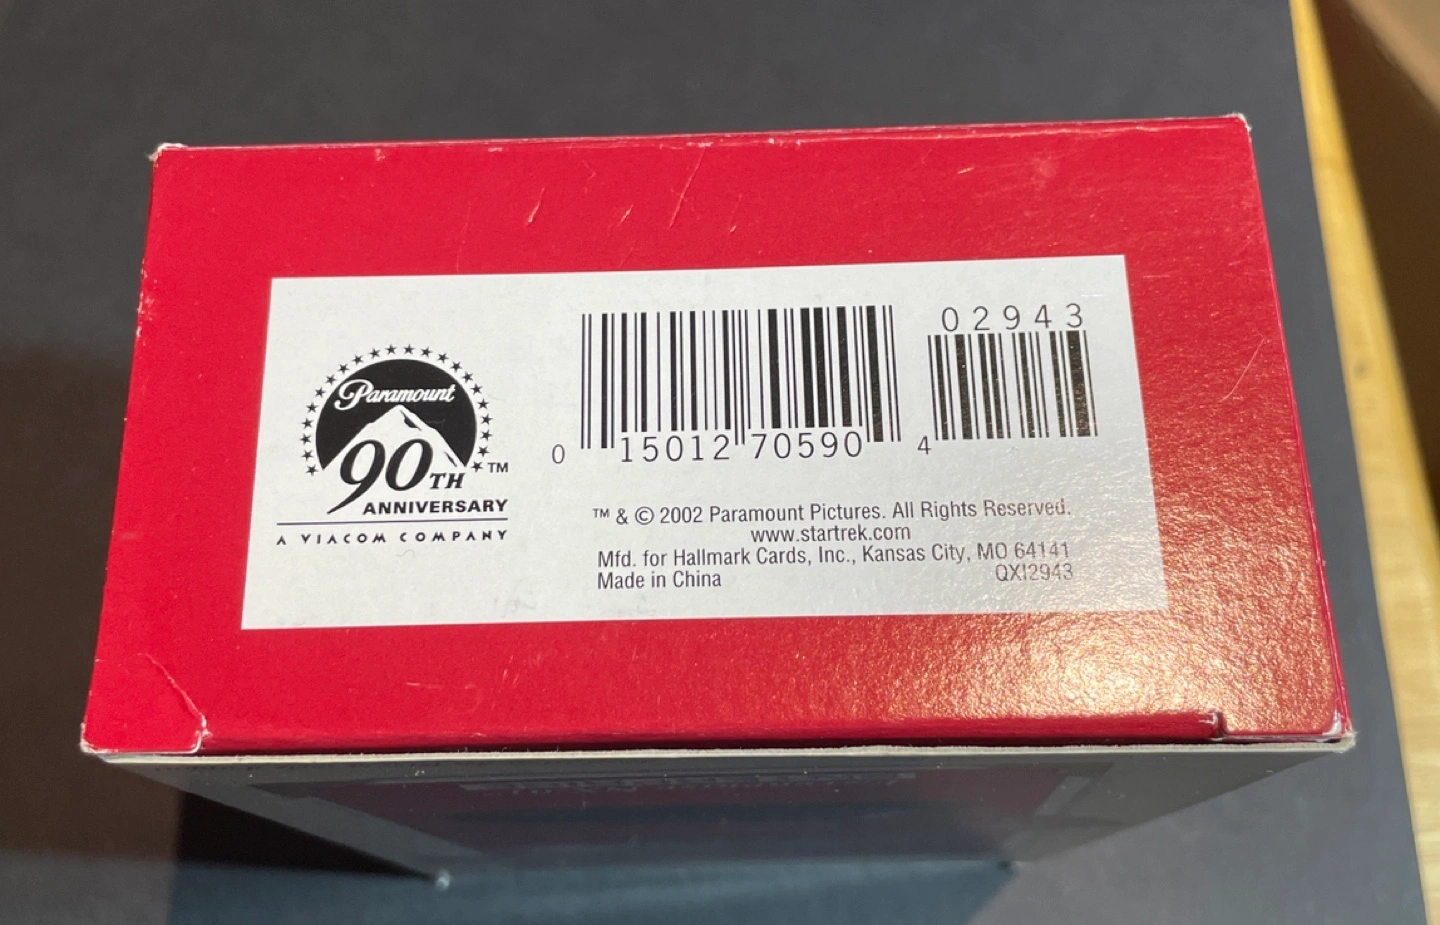 Paramount
90TH
ANNIVERSARY
A VIACOM COMPANY
™
02943
0 15012 70590 4
™ & © 2002 Paramount Pictures. All Rights Reserved.
www.startrek.com
Mfd. for Hallmark Cards, Inc., Kansas City, MO 64141
Made in China QXI2943